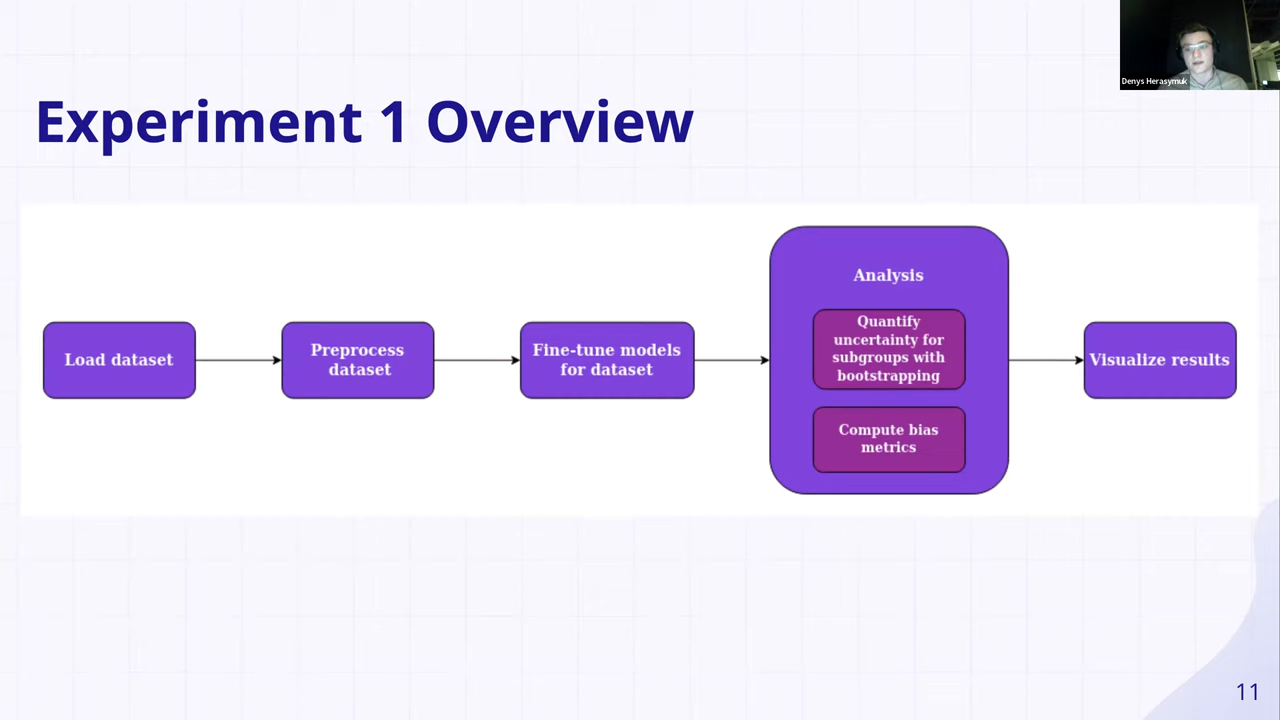 Denys Herasymuk
Experiment 1 Overview
Load dataset
Preprocess
dataset
Fine-tune models
for dataset
Analysis
Quantify
uncertainty for
subgroups with
bootstrapping
Compute bias
metrics
Visualize results
11